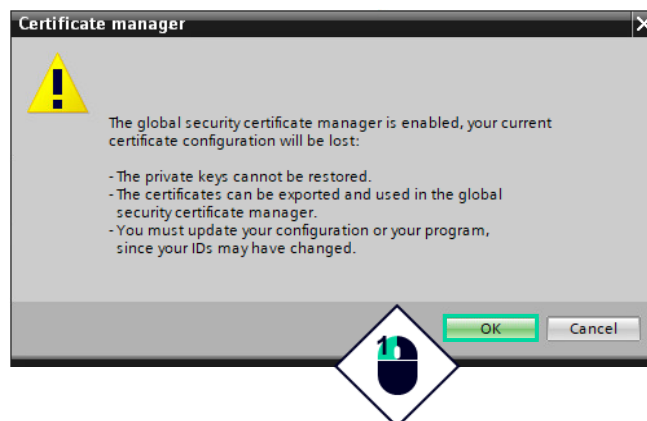 Certificate manager
The global security certificate manager is enabled, your current
certificate configuration will be lost:
- The private keys cannot be restored.
- The certificates can be exported and used in the global
security certificate manager.
- You must update your configuration or your program,
since your IDs may have changed.
OK
Cancel
1